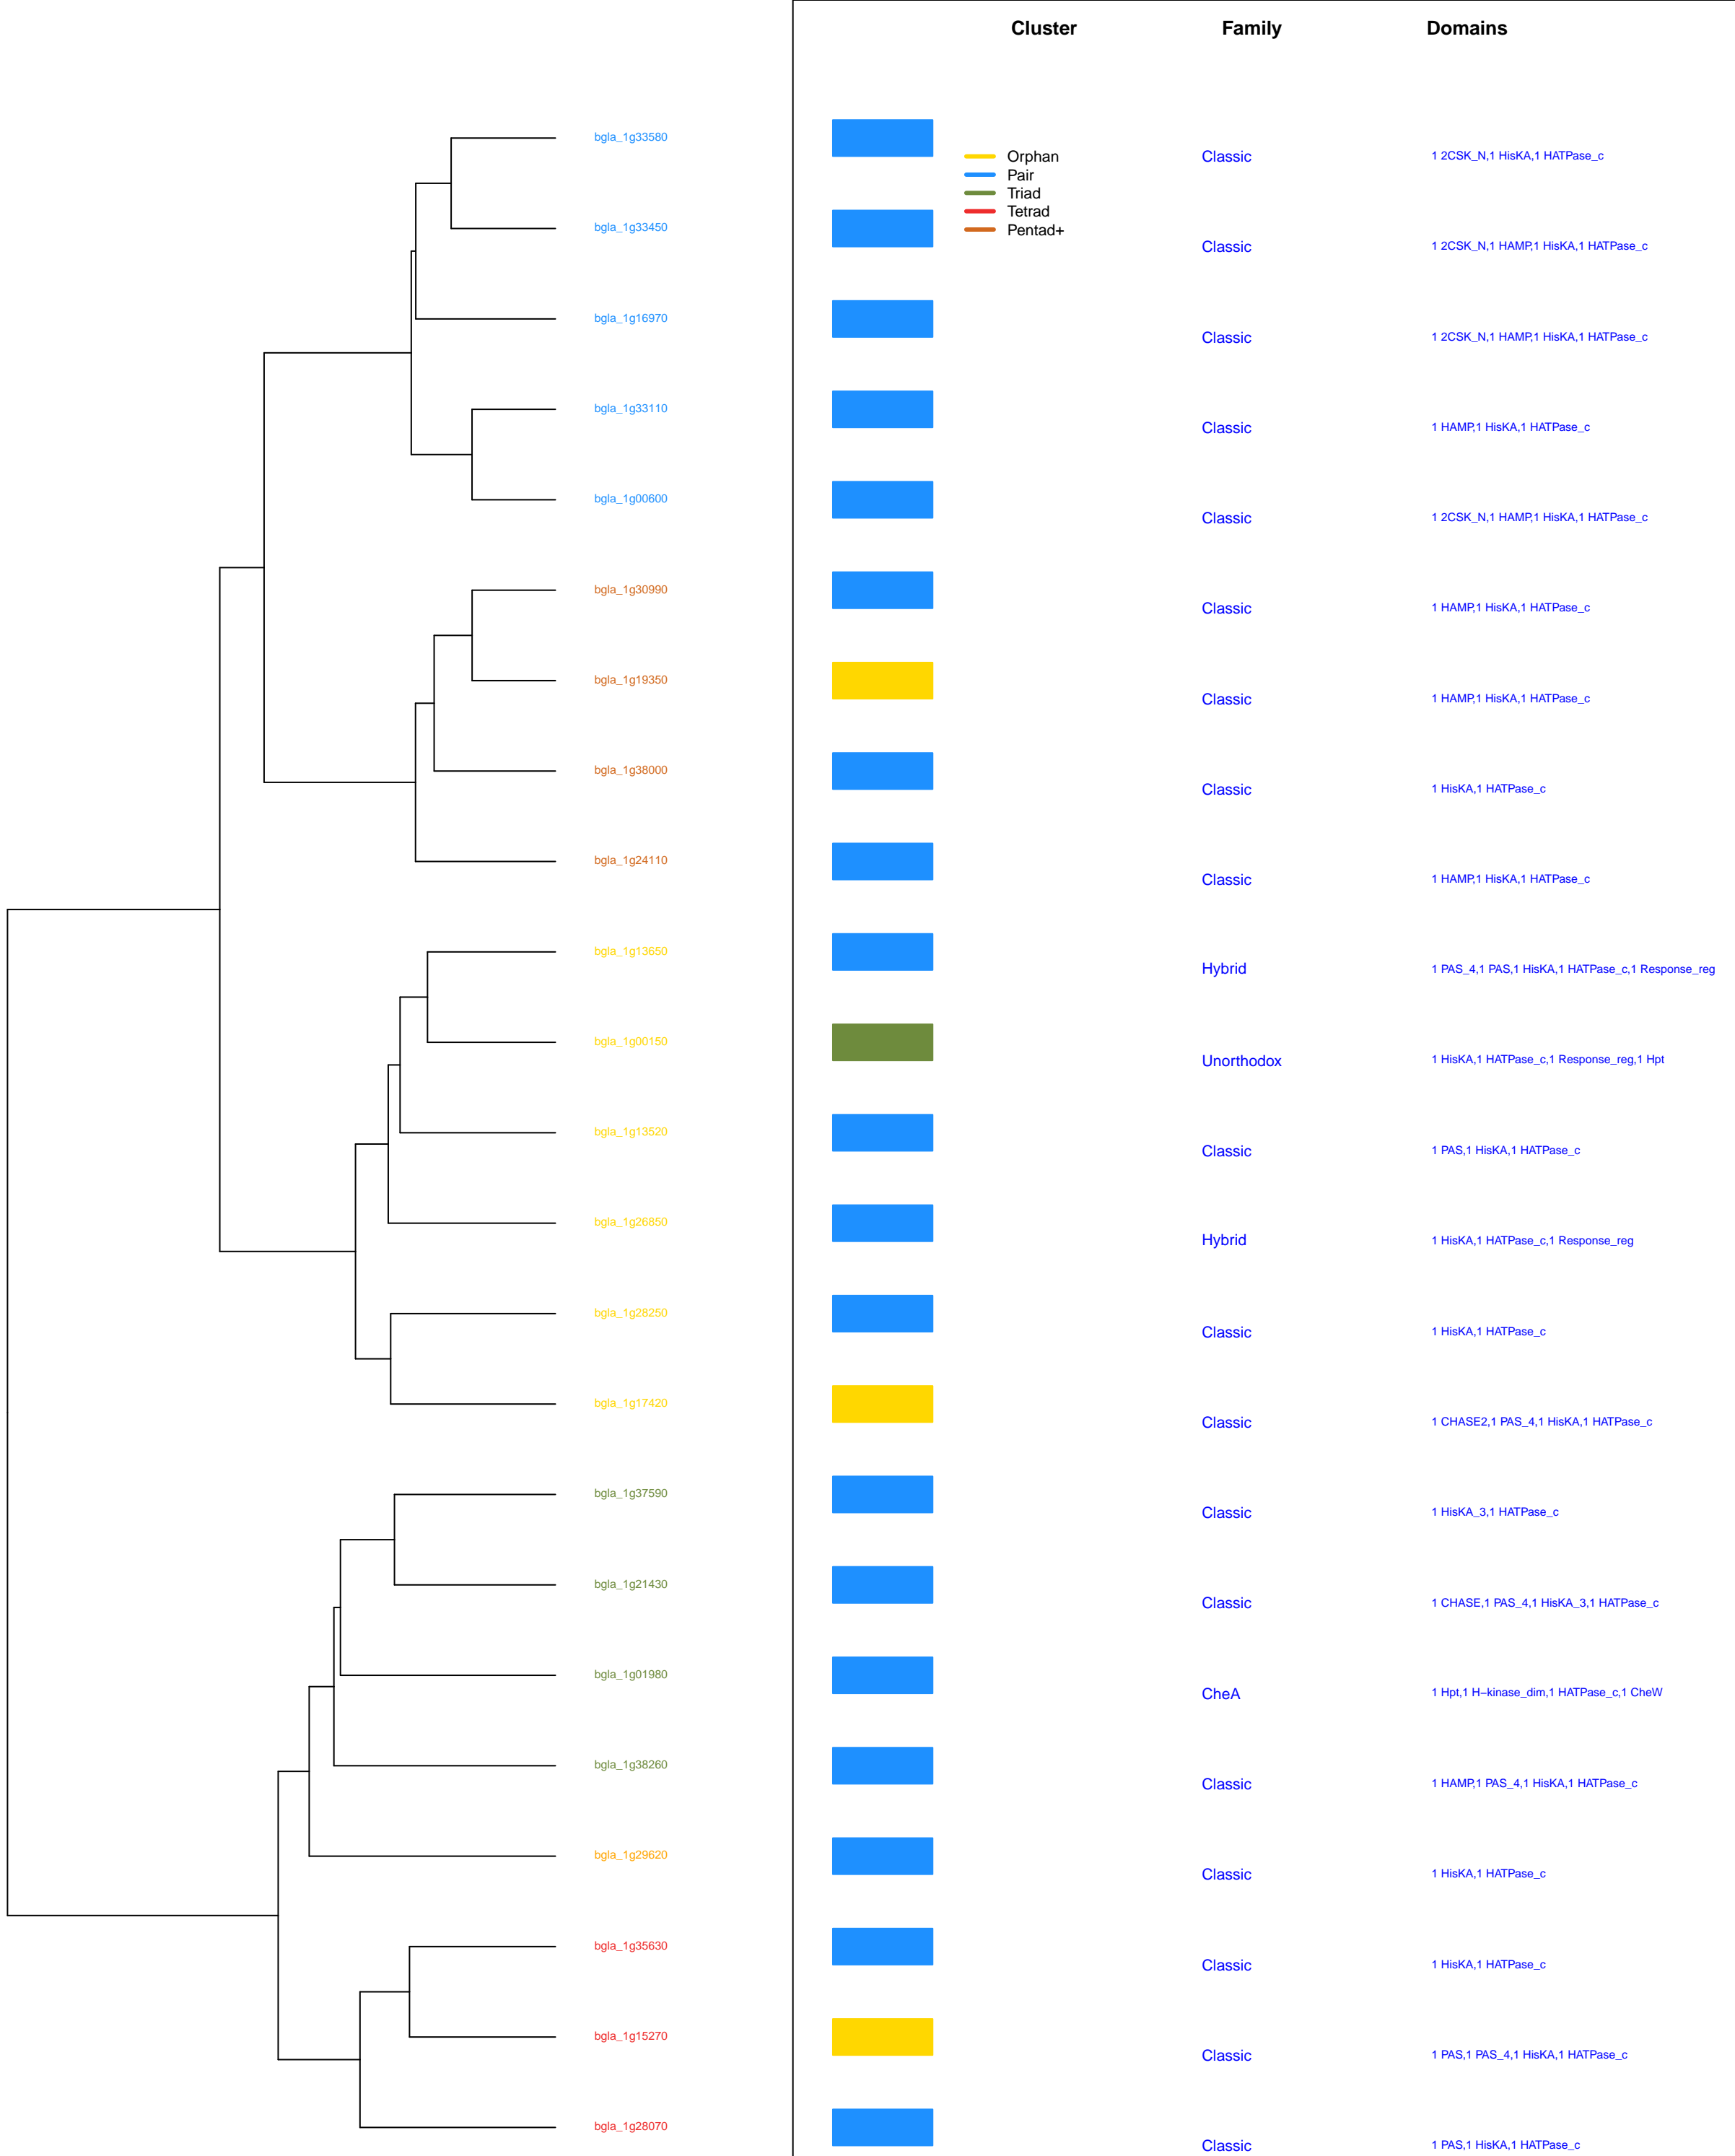 Cluster Family Domains
bgla_1g33580
Orphan Classic 1 2CSK_N,1 HisKA,1 HATPase_c
Pair
Triad
Tetrad
bgla_1g33450
Pentad+
Classic 1 2CSK_N,1 HAMP,1 HisKA,1 HATPase_c
bgla_1g16970
Classic 1 2CSK_N,1 HAMP,1 HisKA,1 HATPase_c
bgla_1g33110
Classic 1 HAMP,1 HisKA,1 HATPase_c
bgla_1g00600
Classic 1 2CSK_N,1 HAMP,1 HisKA,1 HATPase_c
bgla_1g30990
Classic 1 HAMP,1 HisKA,1 HATPase_c
bgla_1g19350
Classic 1 HAMP,1 HisKA,1 HATPase_c
bgla_1g38000
Classic 1 HisKA,1 HATPase_c
bgla_1g24110
Classic 1 HAMP,1 HisKA,1 HATPase_c
bgla_1g13650
Hybrid 1 PAS_4,1 PAS,1 HisKA,1 HATPase_c,1 Response_reg
bgla_1g00150
Unorthodox 1 HisKA,1 HATPase_c,1 Response_reg,1 Hpt
bgla_1g13520
Classic 1 PAS,1 HisKA,1 HATPase_c
bgla_1g26850
Hybrid 1 HisKA,1 HATPase_c,1 Response_reg
bgla_1g28250
Classic 1 HisKA,1 HATPase_c
bgla_1g17420
Classic 1 CHASE2,1 PAS_4,1 HisKA,1 HATPase_c
bgla_1g37590
Classic 1 HisKA_3,1 HATPase_c
bgla_1g21430
Classic 1 CHASE,1 PAS_4,1 HisKA_3,1 HATPase_c
bgla_1g01980
CheA 1 Hpt,1 H−kinase_dim,1 HATPase_c,1 CheW
bgla_1g38260
Classic 1 HAMP,1 PAS_4,1 HisKA,1 HATPase_c
bgla_1g29620
Classic 1 HisKA,1 HATPase_c
bgla_1g35630
Classic 1 HisKA,1 HATPase_c
bgla_1g15270
Classic 1 PAS,1 PAS_4,1 HisKA,1 HATPase_c
bgla_1g28070
Classic 1 PAS,1 HisKA,1 HATPase_c